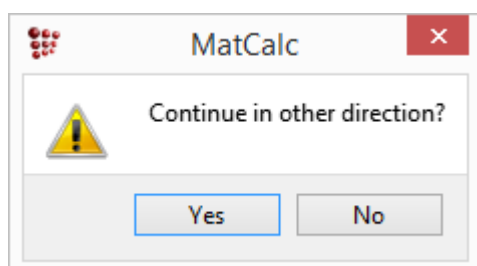 MatCalc
Continue in other direction?
Yes
No